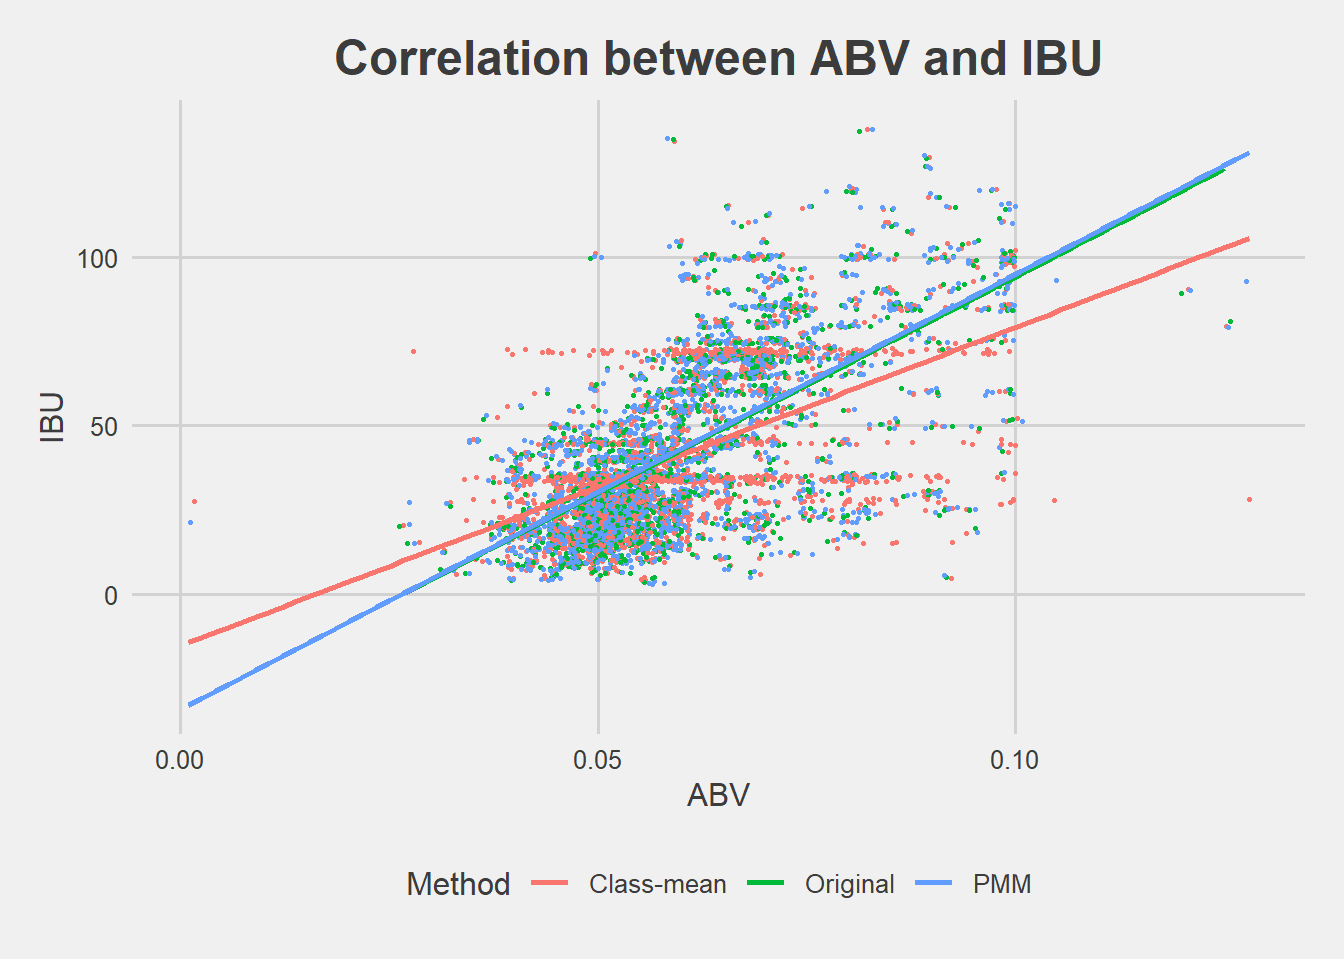 Correlation between ABV and IBU
IBU
100
50
0
0.00 0.05 0.10
ABV
Method Class-mean Original PMM